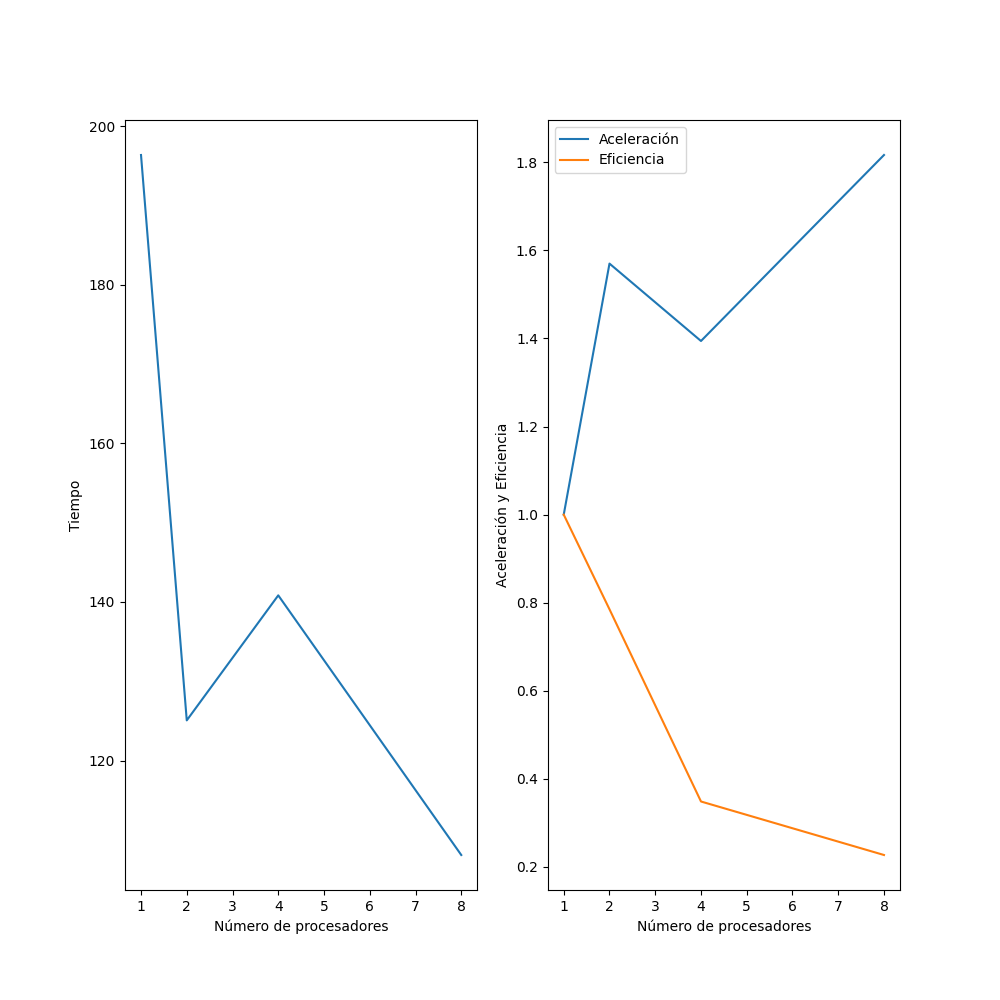 200
180
160
140
120
Tiempo
1 2 3 4 5 6 7 8
Número de procesadores
Aceleración
Eficiencia
1.8
1.6
1.4
1.2
1.0
0.8
0.6
0.4
0.2
Aceleración y Eficiencia
1 2 3 4 5 6 7 8
Número de procesadores